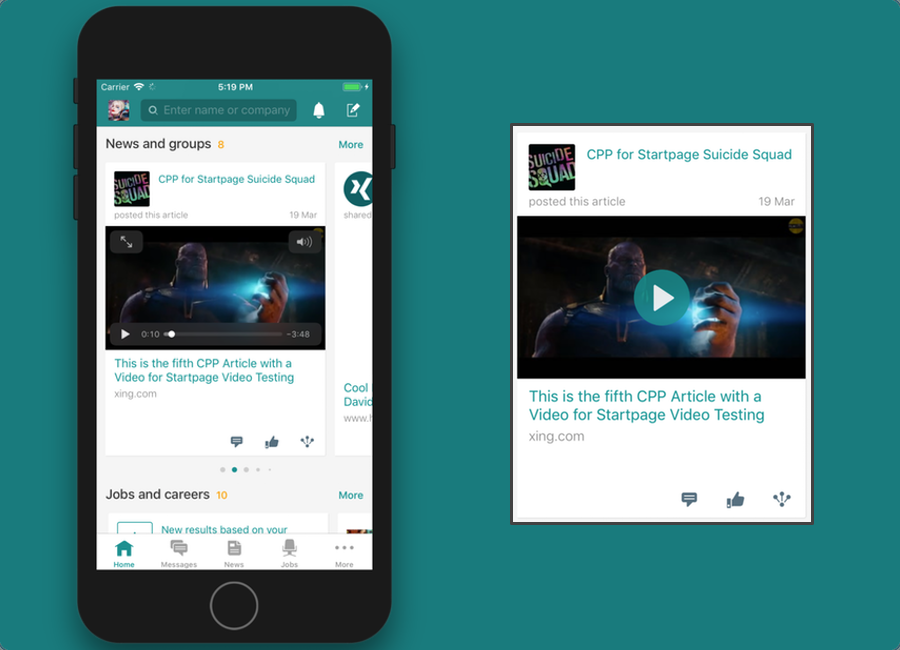 Carrier
5:19 PM
Enter name or company
News and groups 8
More
SUICIDE
SQUAD
CPP for Startpage Suicide Squad
posted this article
19 Mar
shared
0:10
-3:48
This is the fifth CPP Article with a
Video for Startpage Video Testing
xing.com
Cool
David
www.h
Jobs and careers 10
More
New results based on your
Home
Messages
News
Jobs
More
SUICIDE
SQUAD
CPP for Startpage Suicide Squad
posted this article
19 Mar
This is the fifth CPP Article with a
Video for Startpage Video Testing
xing.com